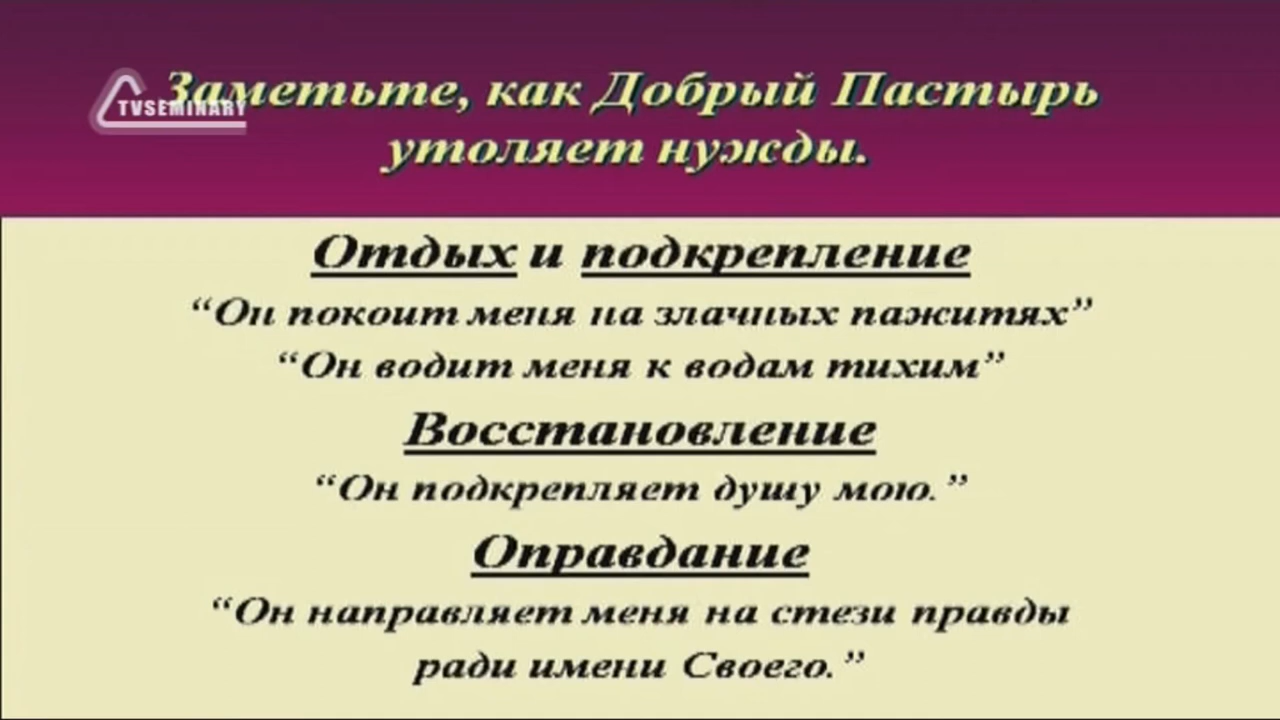 Заметьте, как Добрый Пастырь
TVSEMINARY
утоляет нужды.
Отдых и подкрепление
“Он покоит меня на злачных пажитях”
“Он водит меня к водам тихим”
Восстановление
“Он подкрепляет душу мою.”
Оправдание
“Он направляет меня на стези правды
ради имени Своего.”